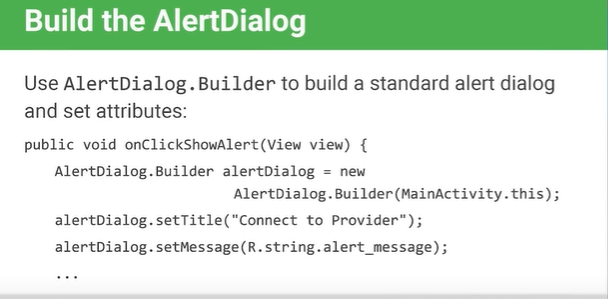 Build the AlertDialog
Use AlertDialog.Builder to build a standard alert dialog
and set attributes:
public void onClickShowAlert(View view) {
AlertDialog.Builder alertDialog = new
AlertDialog.Builder(MainActivity.this);
alertDialog.setTitle("Connect to Provider");
alertDialog.setMessage(R.string.alert_message);
...